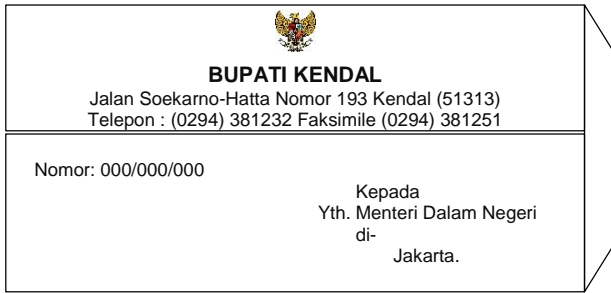 BUPATI KENDAL
Jalan Soekarno-Hatta Nomor 193 Kendal (51313)
Telepon : (0294) 381232 Faksimile (0294) 381251
Nomor: 000/000/000
Kepada
Yth. Menteri Dalam Negeri
di-
Jakarta.